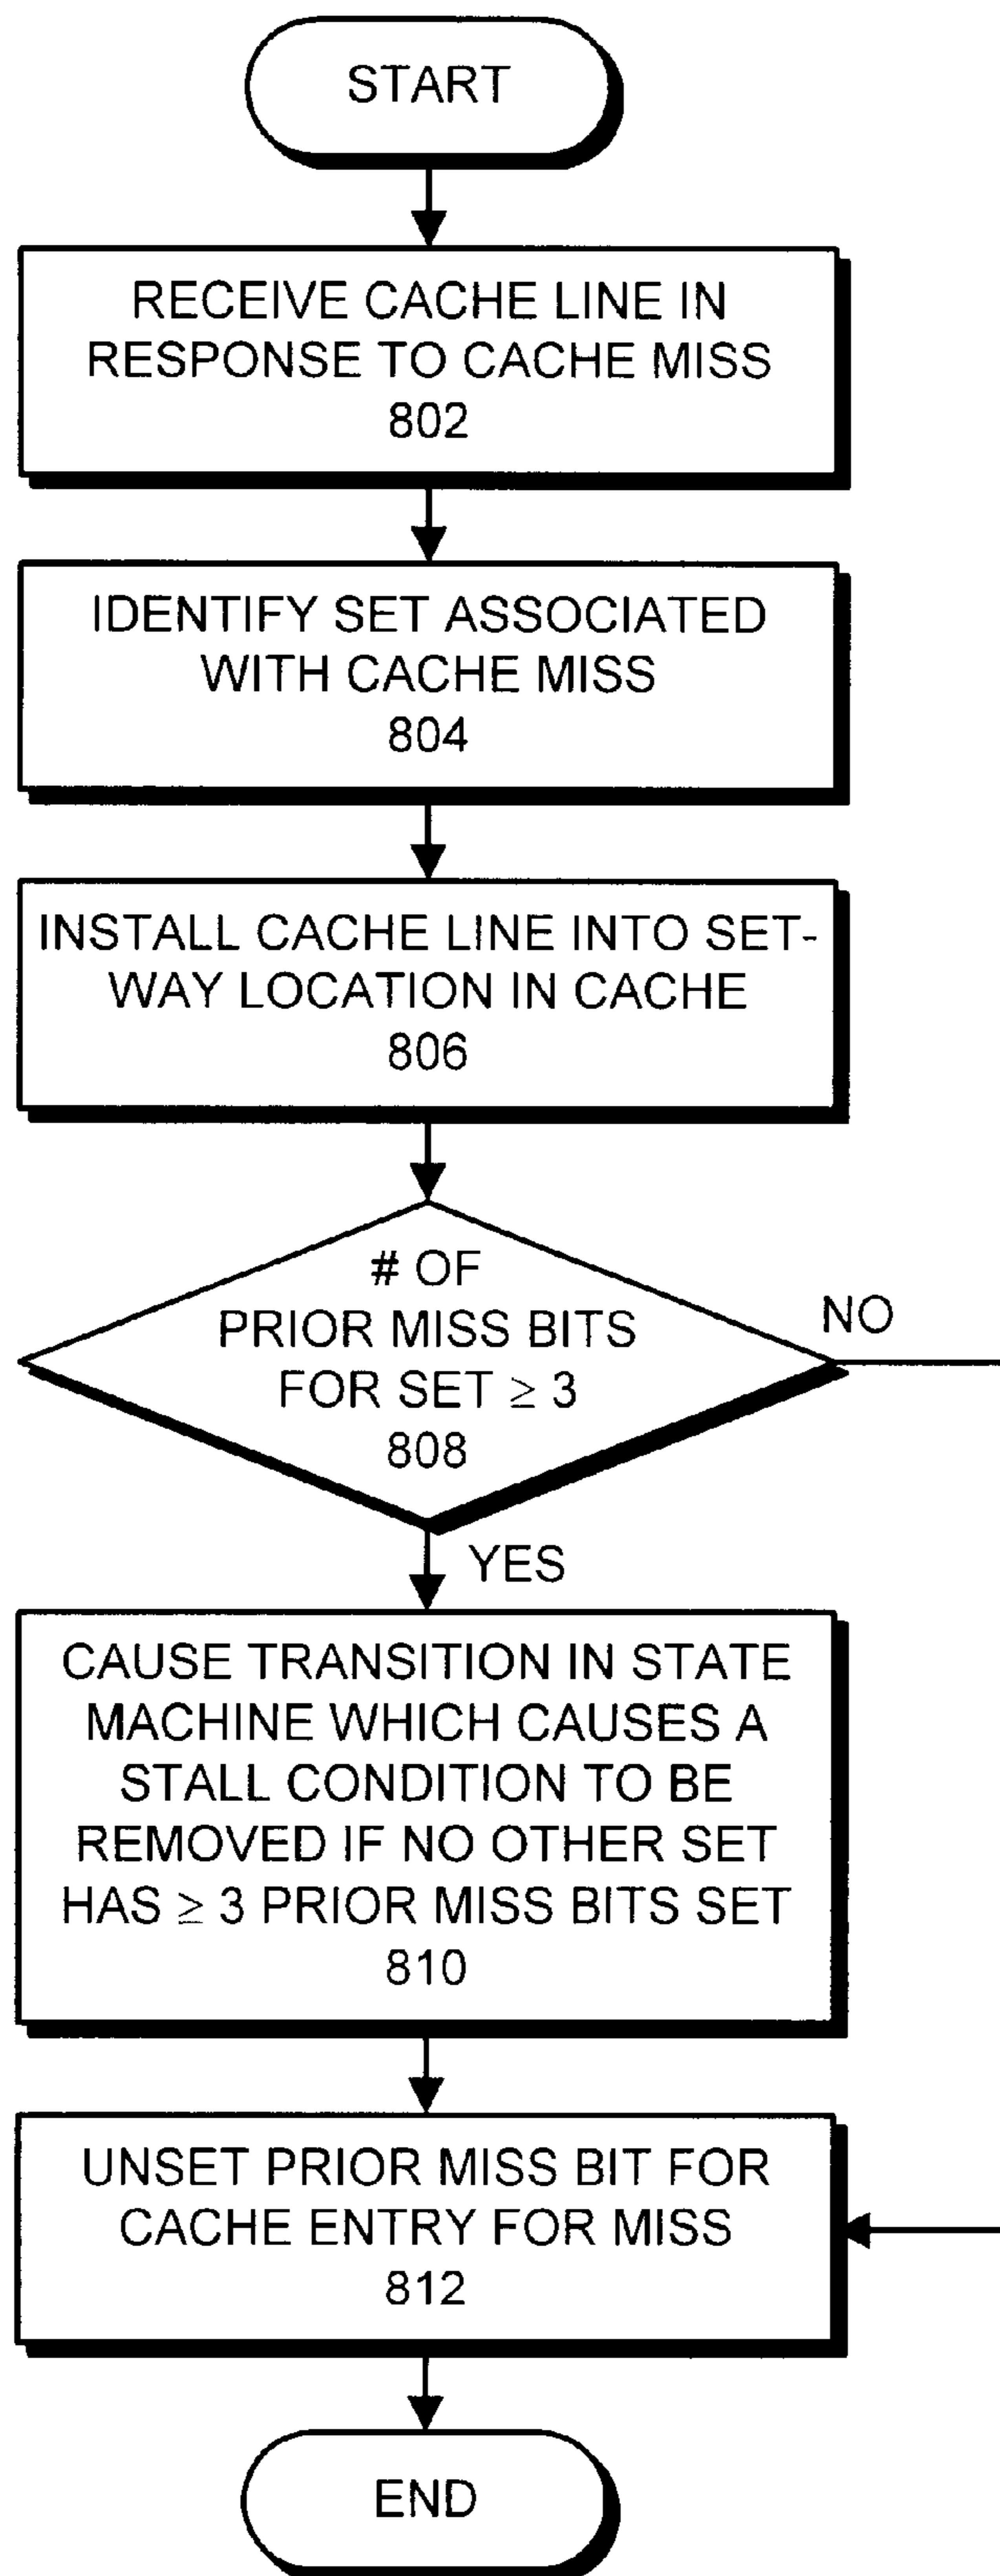 START
RECEIVE CACHE LINE IN
RESPONSE TO CACHE MISS
802
IDENTIFY SET ASSOCIATED
WITH CACHE MISS
804
INSTALL CACHE LINE INTO SET-
WAY LOCATION IN CACHE
806
# OF
PRIOR MISS BITS
FOR SET ≥ 3
808
NO
YES
CAUSE TRANSITION IN STATE
MACHINE WHICH CAUSES A
STALL CONDITION TO BE
REMOVED IF NO OTHER SET
HAS ≥ 3 PRIOR MISS BITS SET
810
UNSET PRIOR MISS BIT FOR
CACHE ENTRY FOR MISS
812
END